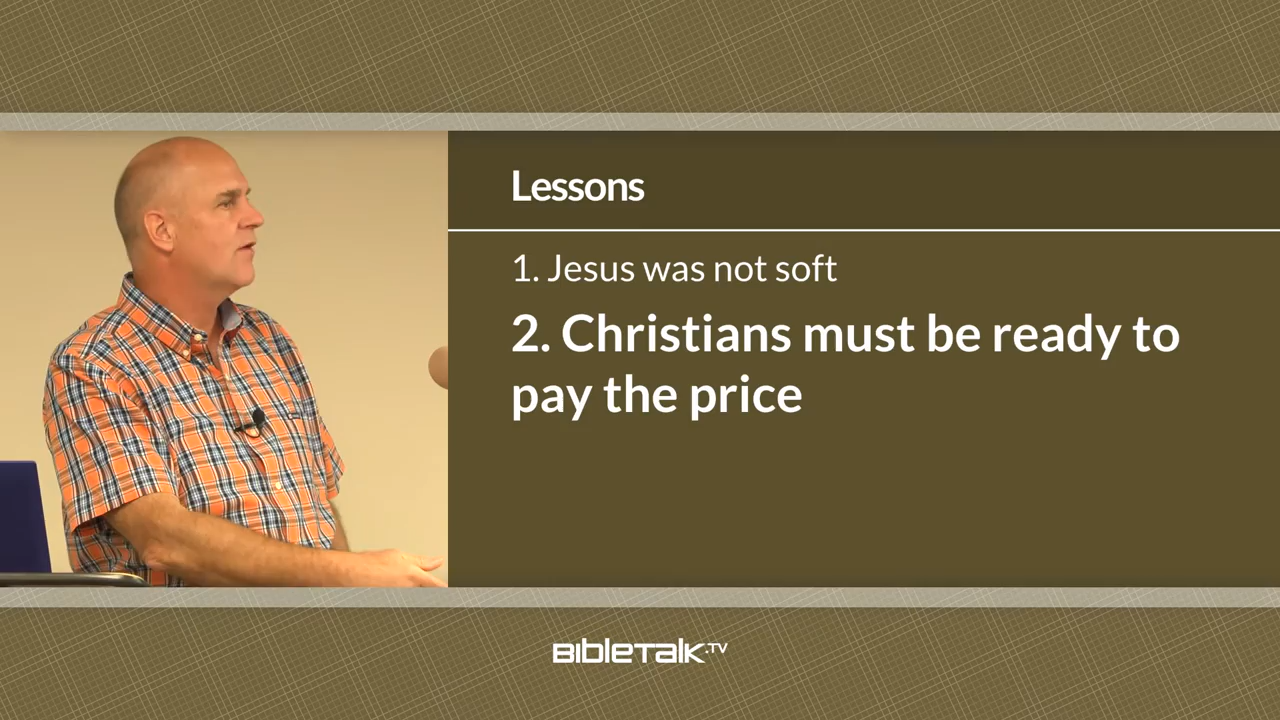 Lessons
1. Jesus was not soft
2. Christians must be ready to
pay the price
BibleTalk.TV